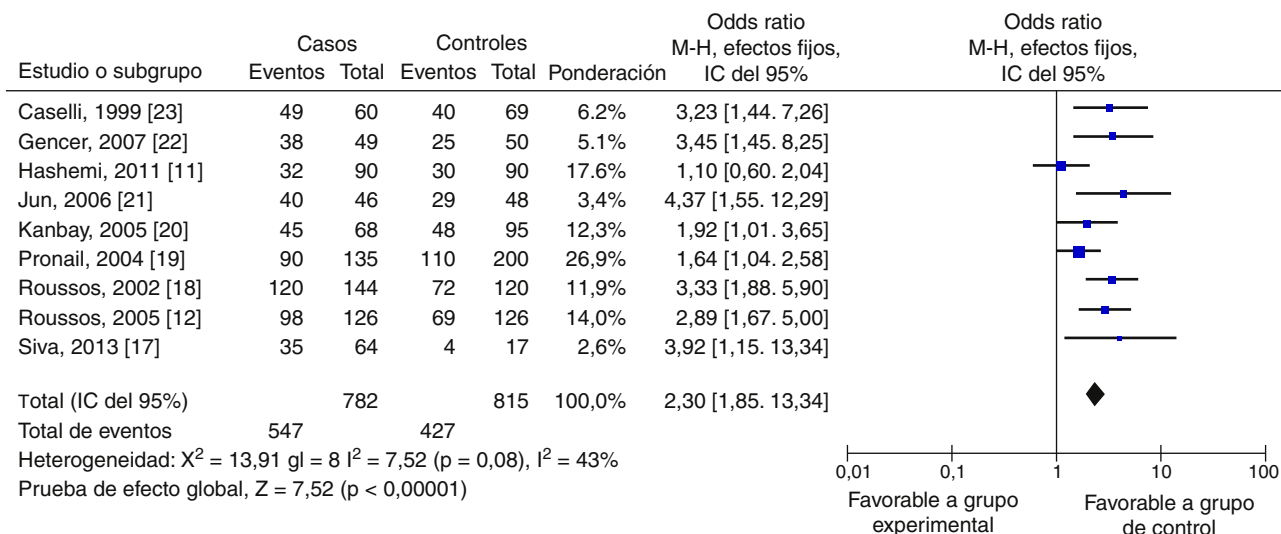 Odds ratio Odds ratio
Casos Controles M-H, efectos fijos, M-H, efectos fijos,
Estudio o subgrupo Eventos Total Eventos Total Ponderación IC del 95% IC del 95%
Caselli, 1999 [23] 49 60 40 69 6.2% 3,23 [1,44. 7,26]
Gencer, 2007 [22] 38 49 25 50 5.1% 3,45 [1,45. 8,25]
Hashemi, 2011 [11] 32 90 30 90 17.6% 1,10 [0,60. 2,04]
Jun, 2006 [21] 40 46 29 48 3,4% 4,37 [1,55. 12,29]
Kanbay, 2005 [20] 45 68 48 95 12,3% 1,92 [1,01. 3,65]
Pronail, 2004 [19] 90 135 110 200 26,9% 1,64 [1,04. 2,58]
Roussos, 2002 [18] 120 144 72 120 11,9% 3,33 [1,88. 5,90]
Roussos, 2005 [12] 98 126 69 126 14,0% 2,89 [1,67. 5,00]
Siva, 2013 [17] 35 64 4 17 2,6% 3,92 [1,15. 13,34]
Total (IC del 95%) 782 815 100,0% 2,30 [1,85. 13,34]
Total de eventos 547 427
Heterogeneidad: X² = 13,91 gl = 8 I² = 7,52 (p = 0,08), I² = 43%
Prueba de efecto global, Z = 7,52 (p < 0,00001)
0,01 0,1 1 10 100
Favorable a grupo Favorable a grupo
experimental de control